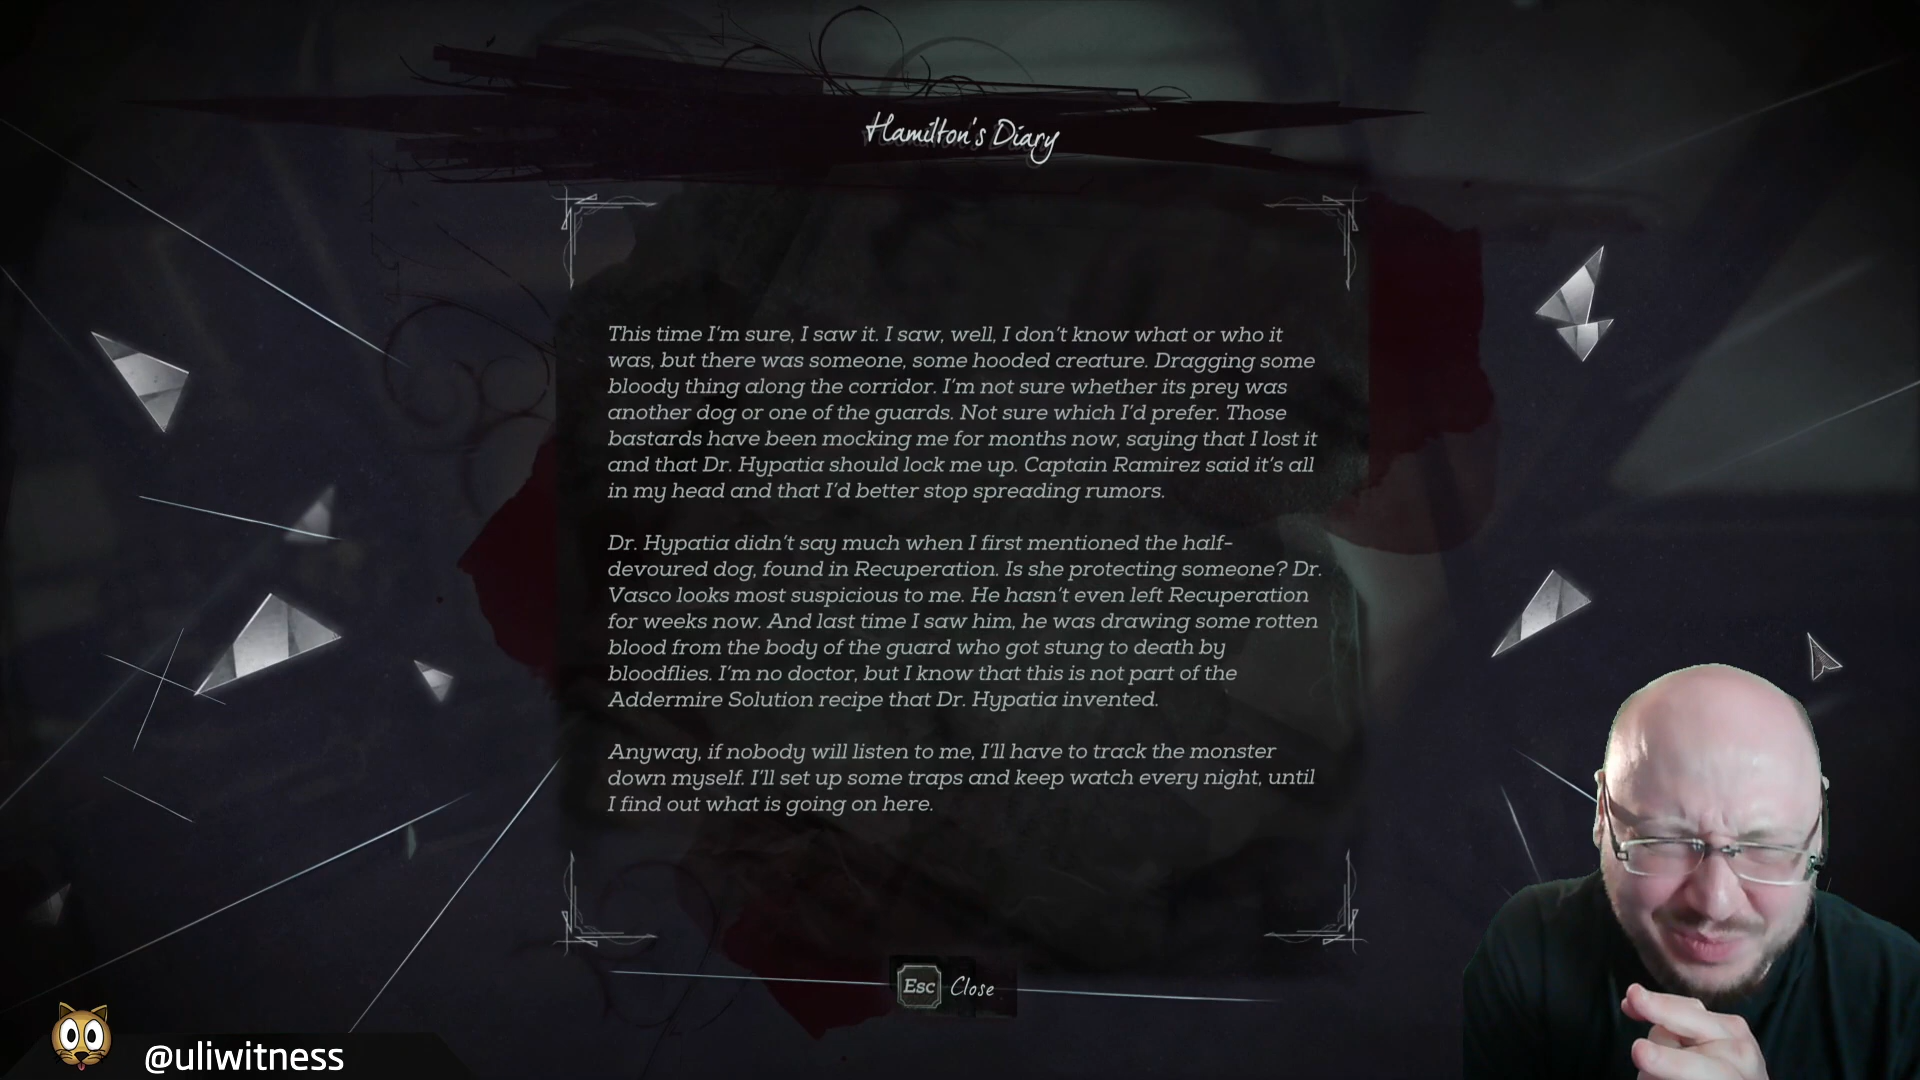 Hamilton's Diary
This time I'm sure, I saw it. I saw, well, I don't know what or who it
was, but there was someone, some hooded creature. Dragging some
bloody thing along the corridor. I'm not sure whether its prey was
another dog or one of the guards. Not sure which I'd prefer. Those
bastards have been mocking me for months now, saying that I lost it
and that Dr. Hypatia should lock me up. Captain Ramirez said it's all
in my head and that I'd better stop spreading rumors.
Dr. Hypatia didn't say much when I first mentioned the half-
devoured dog, found in Recuperation. Is she protecting someone? Dr.
Vasco looks most suspicious to me. He hasn't even left Recuperation
for weeks now. And last time I saw him, he was drawing some rotten
blood from the body of the guard who got stung to death by
bloodflies. I'm no doctor, but I know that this is not part of the
Addermire Solution recipe that Dr. Hypatia invented.
Anyway, if nobody will listen to me, I'll have to track the monster
down myself. I'll set up some traps and keep watch every night, until
I find out what is going on here.
Esc Close
@uliwitness